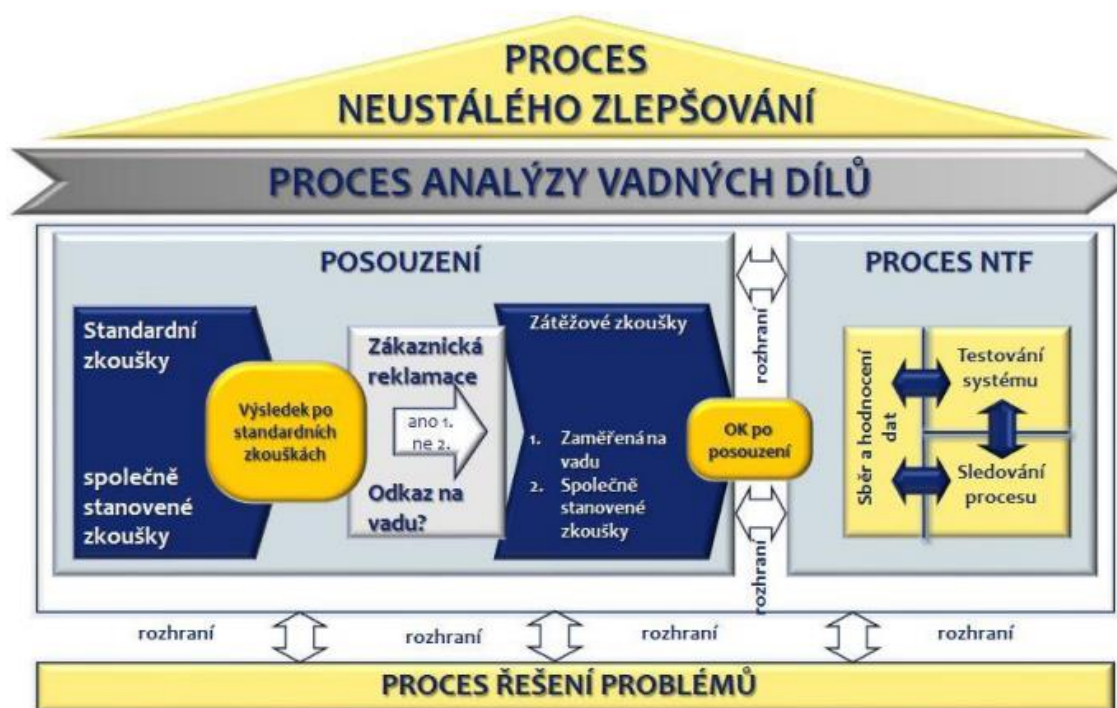 PROCES
NEUSTÁLÉHO ZLEPŠOVÁNÍ
PROCES ANALÝZY VADNÝCH DÍLŮ
POSOUZENÍ
Standardní
zkoušky
společně
stanovené
zkoušky
Výsledek po
standardních
zkouškách
Zákaznická
reklamace
ano 1.
ne 2.
Odkaz na
vadu?
Zátěžové zkoušky
1. Zaměřená na
vadu
2. Společně
stanovené
zkoušky
OK po
posouzení
rozhraní
rozhraní
PROCES NTF
Sběr a hodnocení
dat
Testování
systému
Sledování
procesu
rozhraní
rozhraní
rozhraní
rozhraní
PROCES ŘEŠENÍ PROBLÉMŮ